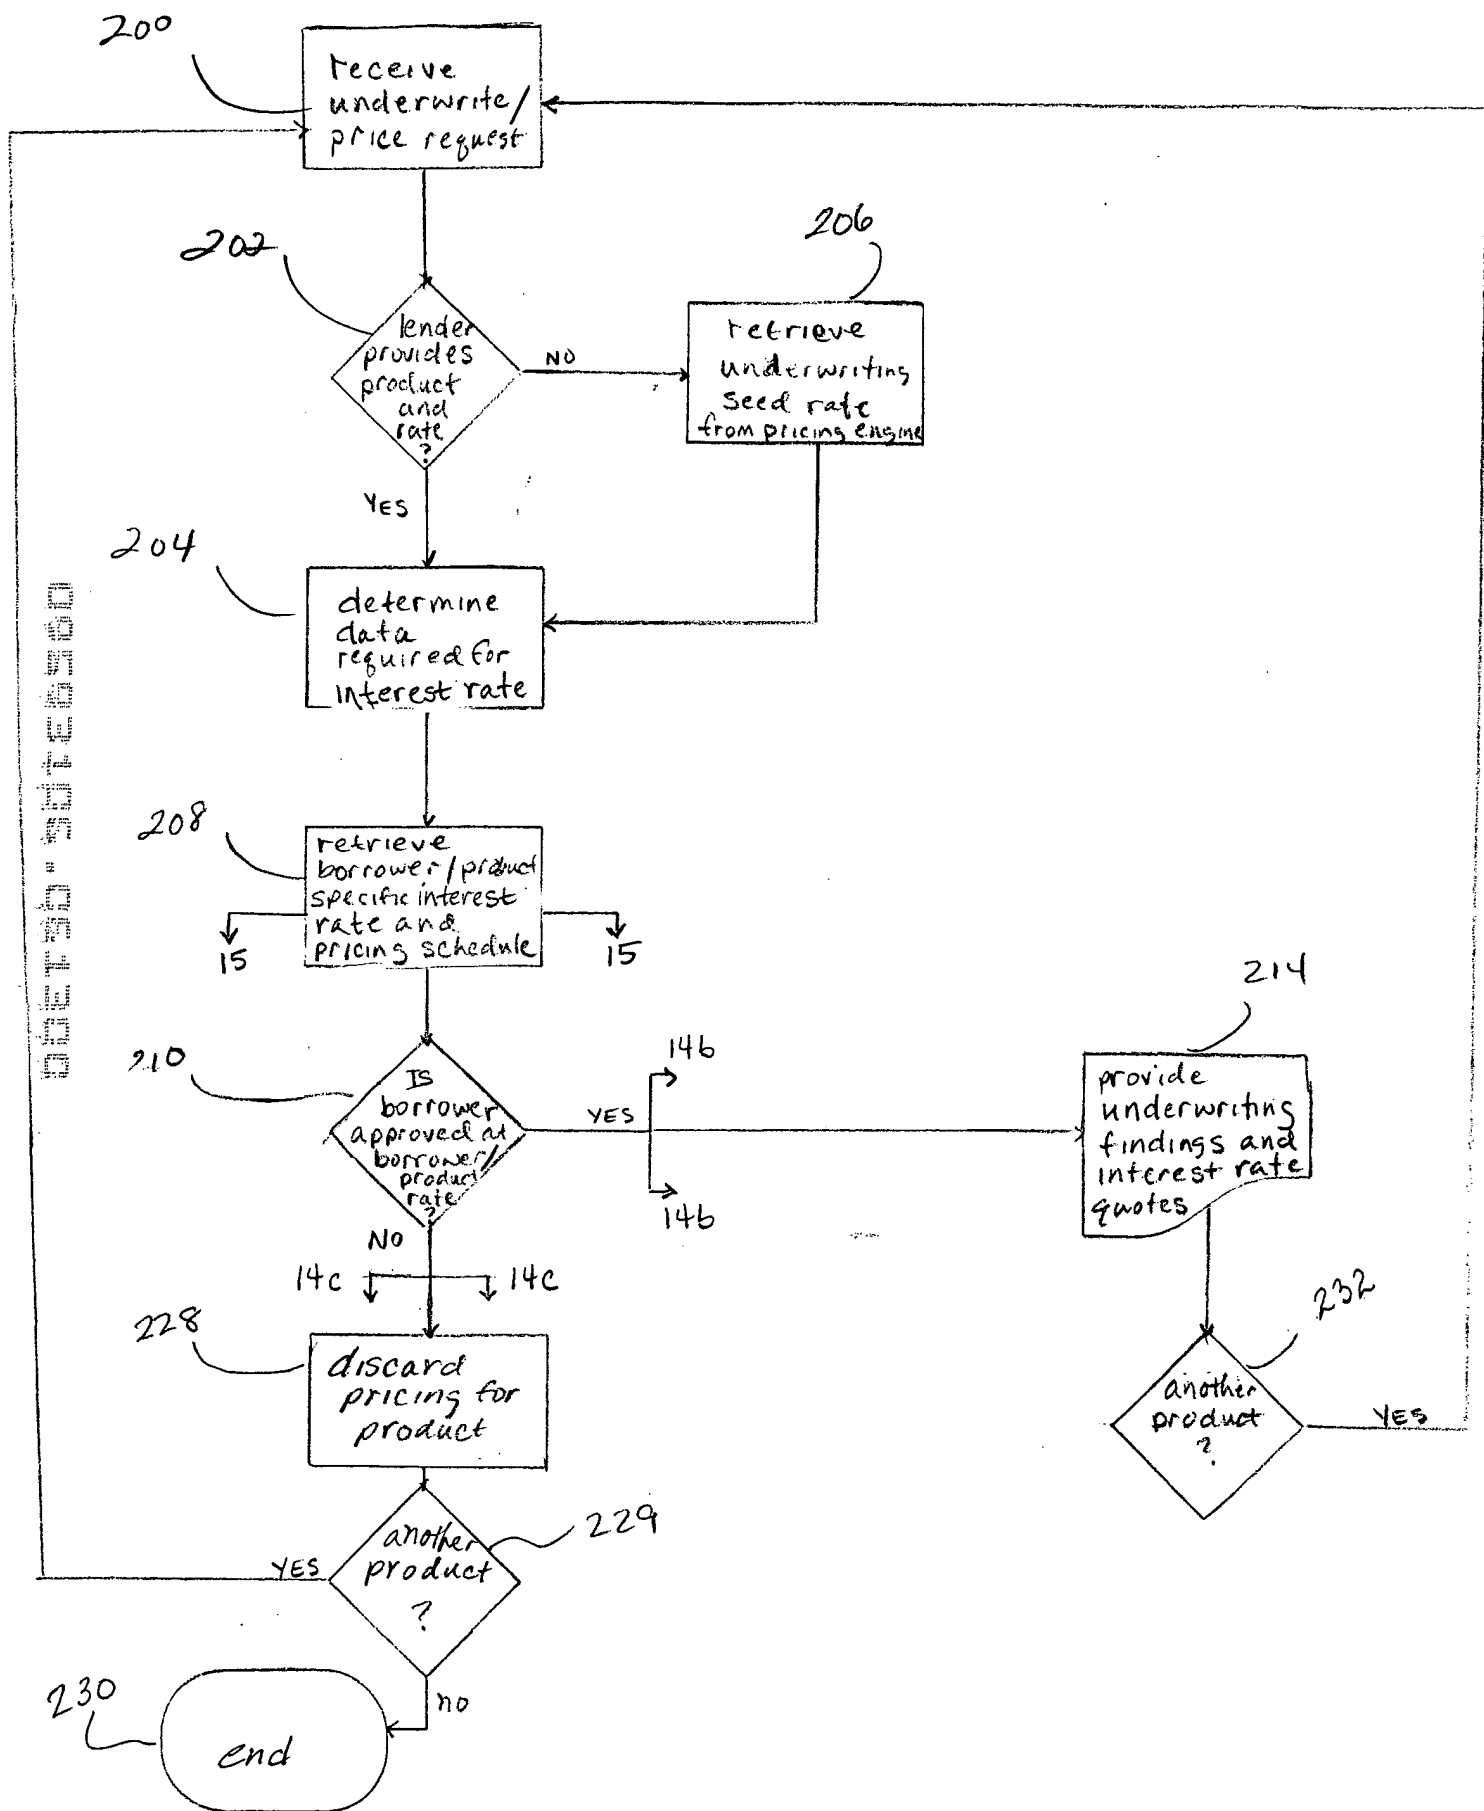 200
receive
underwrite/
price request
202
lender
provides
product
and
rate
?
NO
206
retrieve
underwriting
seed rate
from pricing engine
YES
204
determine
data
required for
interest rate
208
retrieve
borrower/product
specific interest
rate and
pricing schedule
15
15
210
IS
borrower
approved at
borrower/
product
rate
?
YES
14b
14b
214
provide
underwriting
findings and
interest rate
quotes
NO
14c
14c
228
discard
pricing for
product
232
another
product
?
YES
229
another
product
?
YES
no
230
end